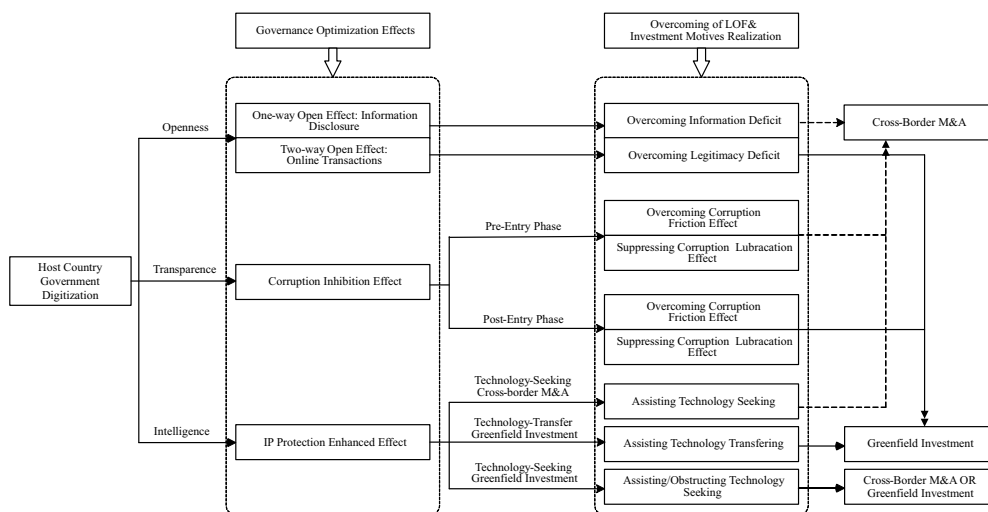 Governance Optimization Effects
Overcoming of LOF&
Investment Motives Realization
One-way Open Effect: Information
Disclosure
Two-way Open Effect:
Online Transactions
Openness
Overcoming Information Deficit
Overcoming Legitimacy Deficit
Cross-Border M&A
Pre-Entry Phase
Overcoming Corruption
Friction Effect
Suppressing Corruption Lubracation
Effect
Host Country
Government
Digitization
Transparence
Corruption Inhibition Effect
Post-Entry Phase
Overcoming Corruption
Friction Effect
Suppressing Corruption Lubracation
Effect
Technology-Seeking
Cross-border M&A
Assisting Technology Seeking
Intelligence
IP Protection Enhanced Effect
Technology-Transfer
Greenfield Investment
Assisting Technology Transfering
Greenfield Investment
Technology-Seeking
Greenfield Investment
Assisting/Obstructing Technology
Seeking
Cross-Border M&A OR
Greenfield Investment